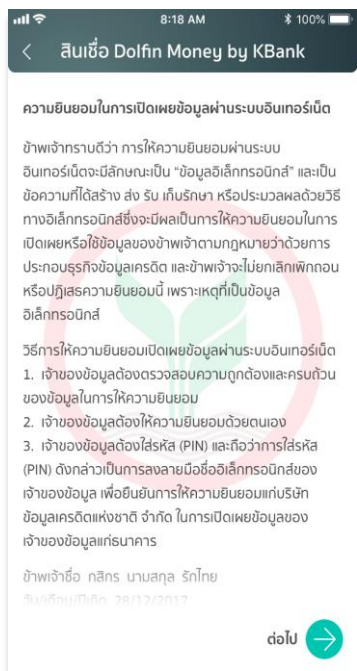 8:18 AM
100%
สินเชื่อ Dolfin Money by KBank
ความยินยอมในการเปิดเผยข้อมูลผ่านระบบอินเทอร์เน็ต
ข้าพเจ้าทราบดีว่า การให้ความยินยอมผ่านระบบ
อินเทอร์เน็ตจะมีลักษณะเป็น “ข้อมูลอิเล็กทรอนิกส์” และเป็น
ข้อความที่ได้สร้าง ส่ง รับ เก็บรักษา หรือประมวลผลด้วยวิธี
ทางอิเล็กทรอนิกส์ซึ่งจะมีผลเป็นการให้ความยินยอมในการ
เปิดเผยหรือใช้ข้อมูลของข้าพเจ้าตามกฎหมายว่าด้วยการ
ประกอบธุรกิจข้อมูลเครดิต และข้าพเจ้าจะไม่ยกเลิกเพิกถอน
หรือปฏิเสธความยินยอมนี้ เพราะเหตุที่เป็นข้อมูล
อิเล็กทรอนิกส์
วิธีการให้ความยินยอมเปิดเผยข้อมูลผ่านระบบอินเทอร์เน็ต
1. เจ้าของข้อมูลต้องตรวจสอบความถูกต้องและครบถ้วน
ของข้อมูลในการให้ความยินยอม
2. เจ้าของข้อมูลต้องให้ความยินยอมด้วยตนเอง
3. เจ้าของข้อมูลต้องใส่รหัส (PIN) และถือว่าการใส่รหัส
(PIN) ดังกล่าวเป็นการลงลายมือชื่ออิเล็กทรอนิกส์ของ
เจ้าของข้อมูล เพื่อยืนยันการให้ความยินยอมแก่บริษัท
ข้อมูลเครดิตแห่งชาติ จำกัด ในการเปิดเผยข้อมูลของ
เจ้าของข้อมูลแก่ธนาคาร
ข้าพเจ้าชื่อ กสิกร นามสกุล รักไทย
วัน/เดือน/ปีเกิด 28/12/2017
ต่อไป